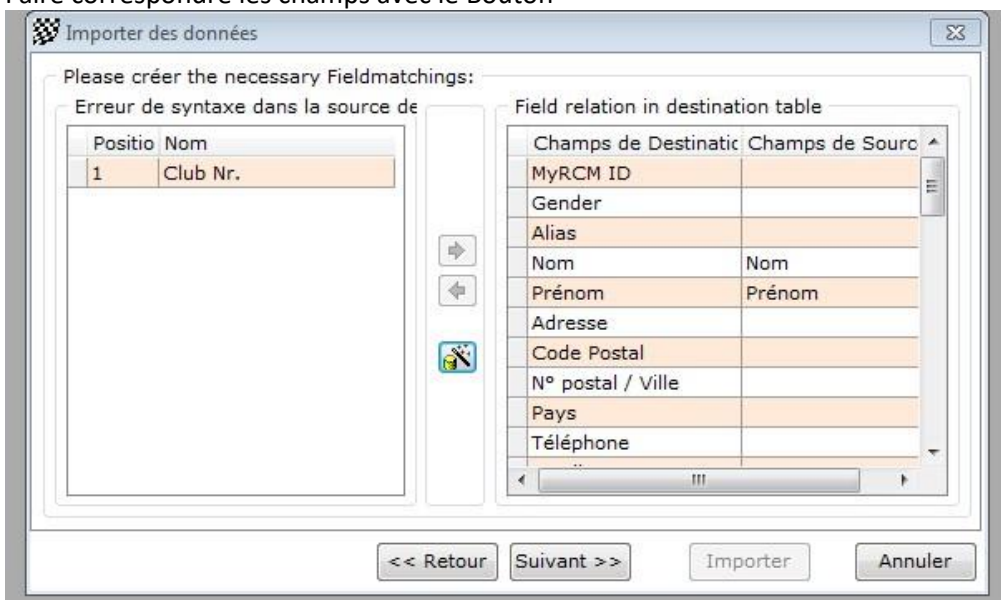 Faire correspondre les champs avec le Bouton
Importer des données
Please créer the necessary Fieldmatchings:
Erreur de syntaxe dans la source de
Positio Nom
1 Club Nr.
Field relation in destination table
Champs de Destinatic Champs de Sourc
MyRCM ID
Gender
Alias
Nom Nom
Prénom Prénom
Adresse
Code Postal
N° postal / Ville
Pays
Téléphone
<< Retour Suivant >> Importer Annuler